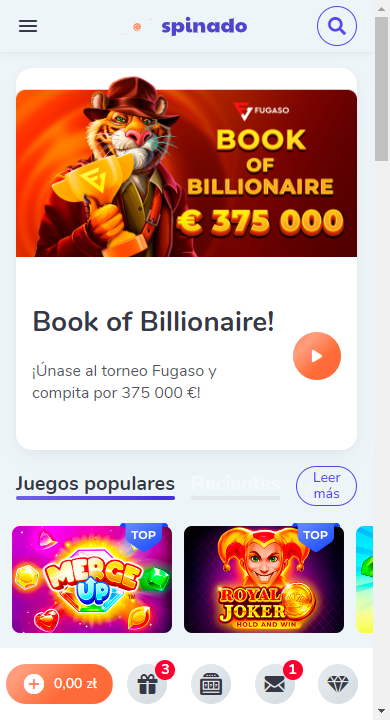 spinado
FUGASO
BOOK
OF
BILLIONAIRE
€ 375 000
Book of Billionaire!
¡Únase al torneo Fugaso y
compita por 375 000 €!
Juegos populares
Recientes
Leer
más
TOP
MERGE
UP
TM
TOP
ROYAL
JOKER
HOLD AND WIN
0,00 zł
3
1